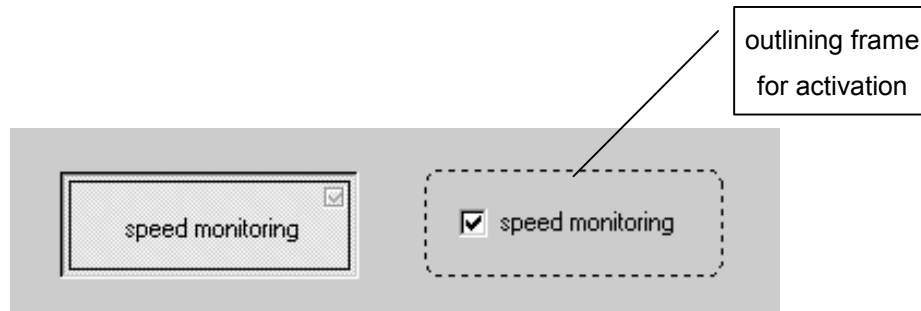 outlining frame
for activation
speed monitoring
speed monitoring